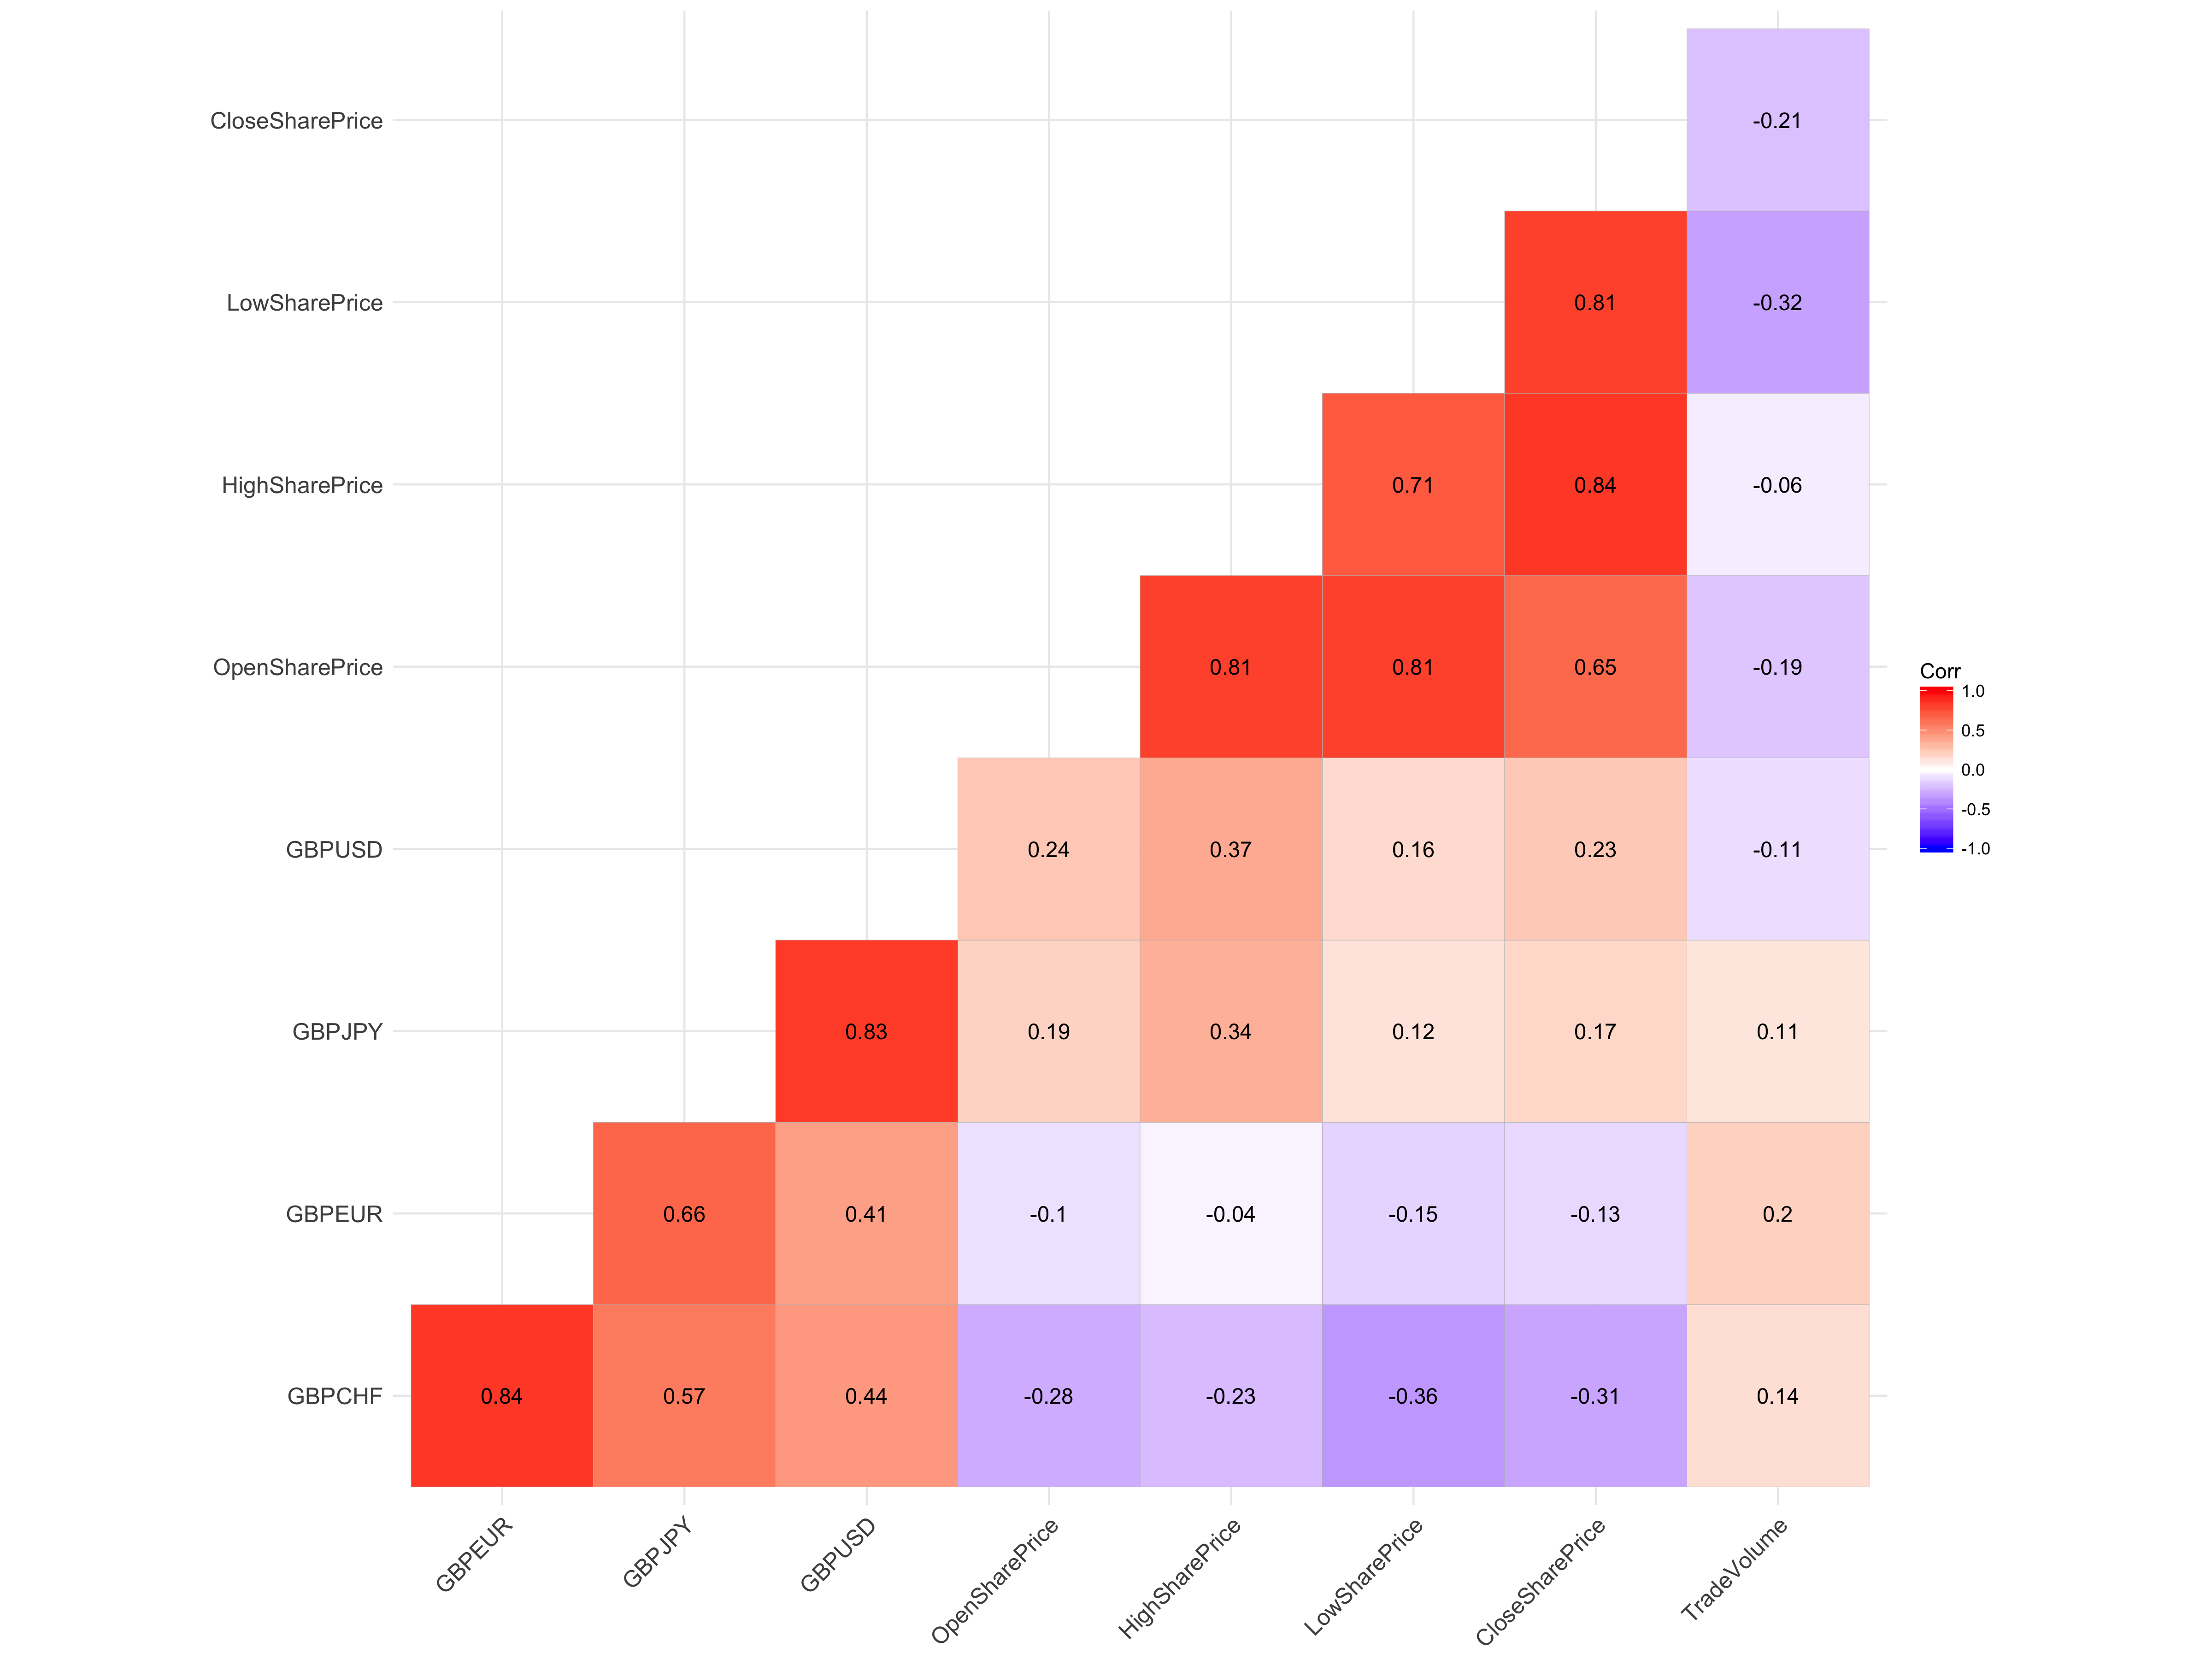 CloseSharePrice -0.21
LowSharePrice 0.81 -0.32
HighSharePrice 0.71 0.84 -0.06
OpenSharePrice 0.81 0.81 0.65 -0.19
Corr
1.0
0.5
0.0
-0.5
-1.0
GBPUSD 0.24 0.37 0.16 0.23 -0.11
GBPJPY 0.83 0.19 0.34 0.12 0.17 0.11
GBPEUR 0.66 0.41 -0.1 -0.04 -0.15 -0.13 0.2
GBPCHF 0.84 0.57 0.44 -0.28 -0.23 -0.36 -0.31 0.14
GBPEUR GBPJPY GBPUSD OpenSharePrice HighSharePrice LowSharePrice CloseSharePrice TradeVolume